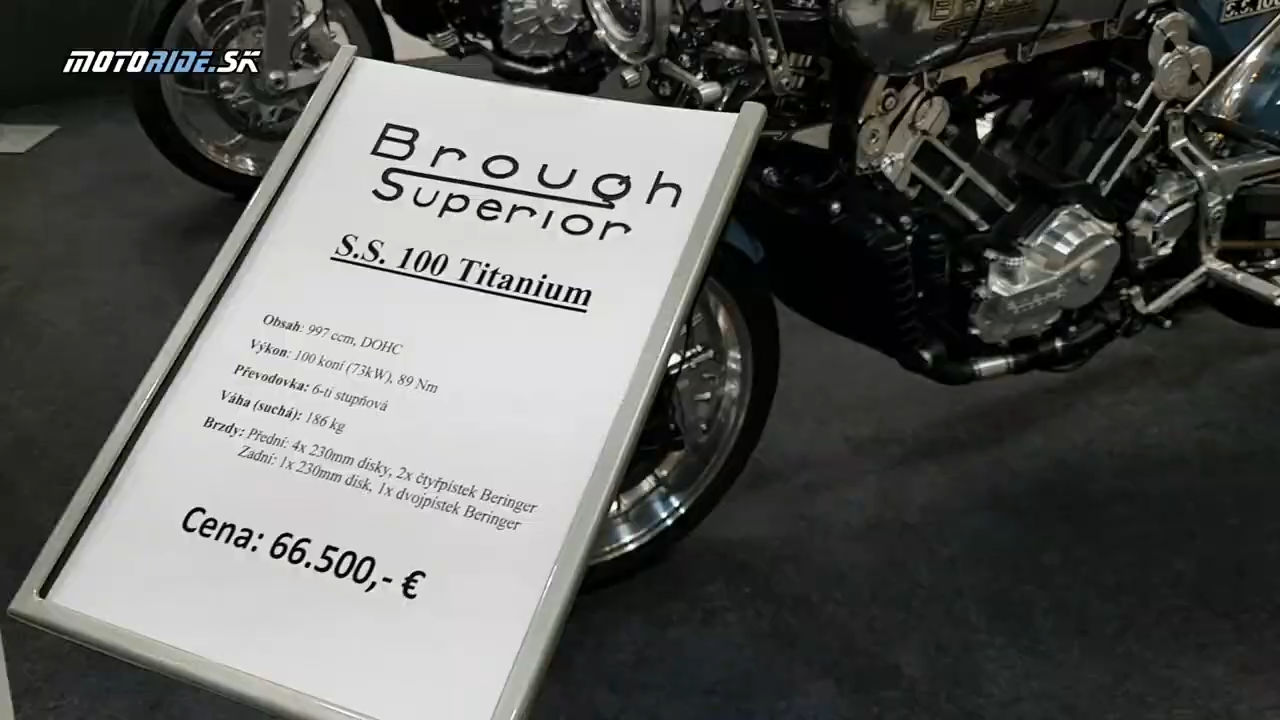 MOTORIDE.SK
S.S. 100
Brough
Superior
S.S. 100 Titanium
Obsah: 997 ccm, DOHC
Výkon: 100 koní (73kW), 89 Nm
Převodovka: 6-ti stupňová
Váha (suchá): 186 kg
Brzdy: Přední: 4x 230mm disky, 2x čtyřpístek Beringer
Zadní: 1x 230mm disk, 1x dvojpístek Beringer
Cena: 66.500,- €